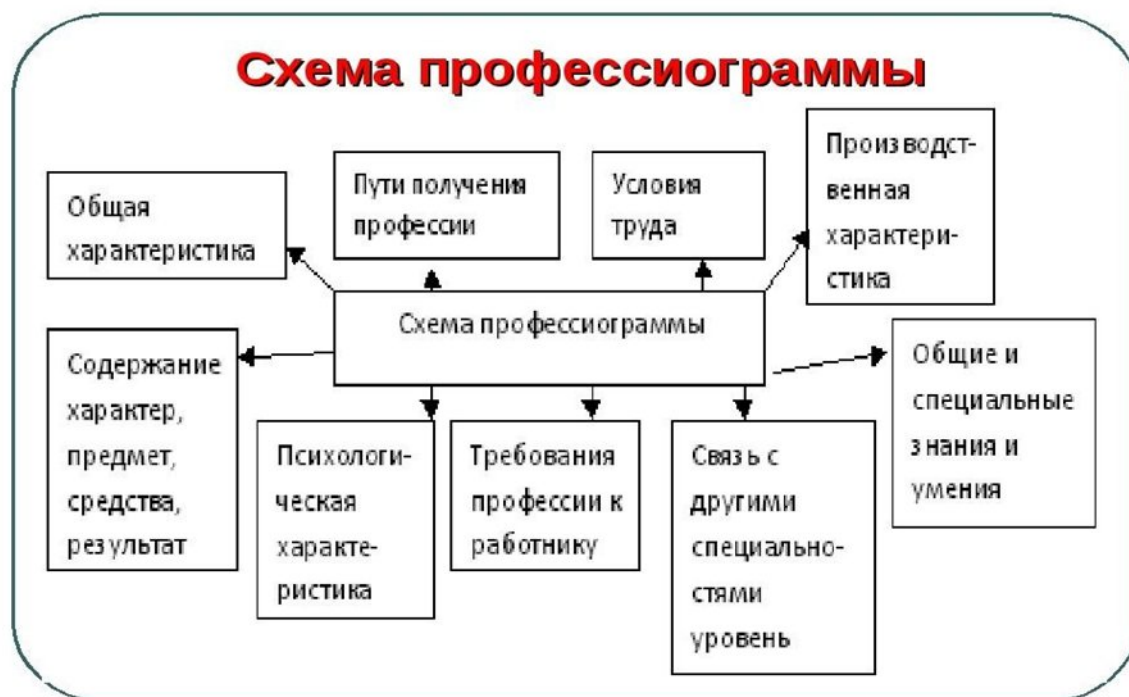 Схема профессиограммы
Общая
характеристика
Пути получения
профессии
Условия
труда
Производст-
венная
характери-
стика
Схема профессиограммы
Содержание
характер,
предмет,
средства,
результат
Психологи-
ческая
характе-
ристика
Требования
профессии к
работнику
Связь с
другими
специально-
стями
уровень
Общие и
специальные
знания и
умения